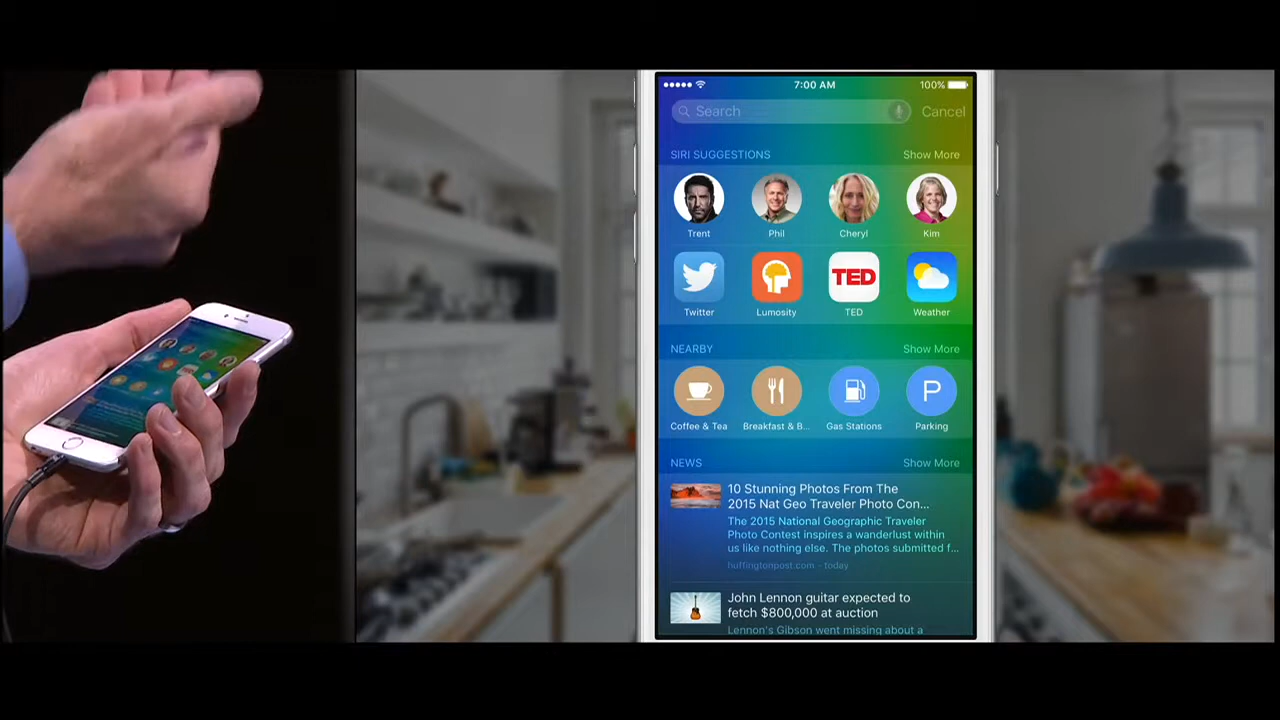 7:00 AM
100%
Search
Cancel
SIRI SUGGESTIONS
Show More
Trent
Phil
Cheryl
Kim
TED
Twitter
Lumosity
TED
Weather
NEARBY
Show More
P
Coffee & Tea
Breakfast & B...
Gas Stations
Parking
NEWS
Show More
10 Stunning Photos From The
2015 Nat Geo Traveler Photo Con...
The 2015 National Geographic Traveler
Photo Contest inspires a wanderlust within
us like nothing else. The photos submitted f...
huffingtonpost.com - today
John Lennon guitar expected to
fetch $800,000 at auction
Lennon's Gibson went missing about a